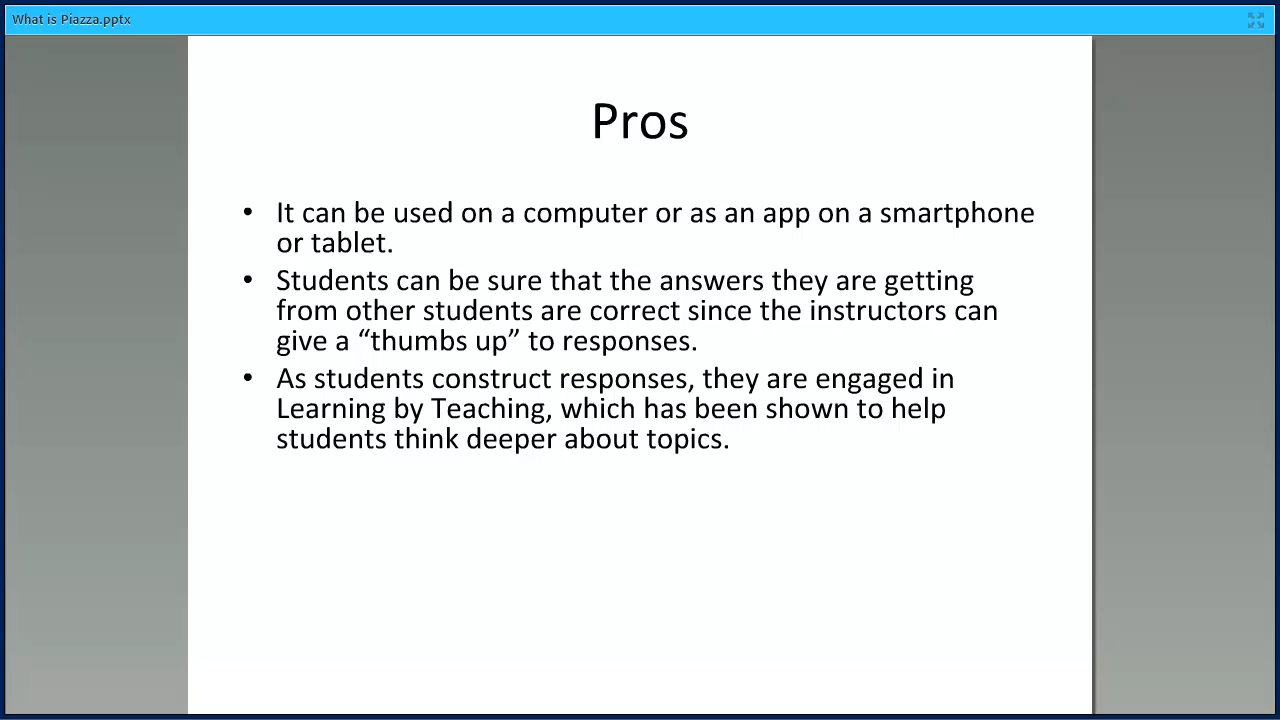 What is Piazza.pptx
Pros
• It can be used on a computer or as an app on a smartphone
or tablet.
• Students can be sure that the answers they are getting
from other students are correct since the instructors can
give a “thumbs up” to responses.
• As students construct responses, they are engaged in
Learning by Teaching, which has been shown to help
students think deeper about topics.